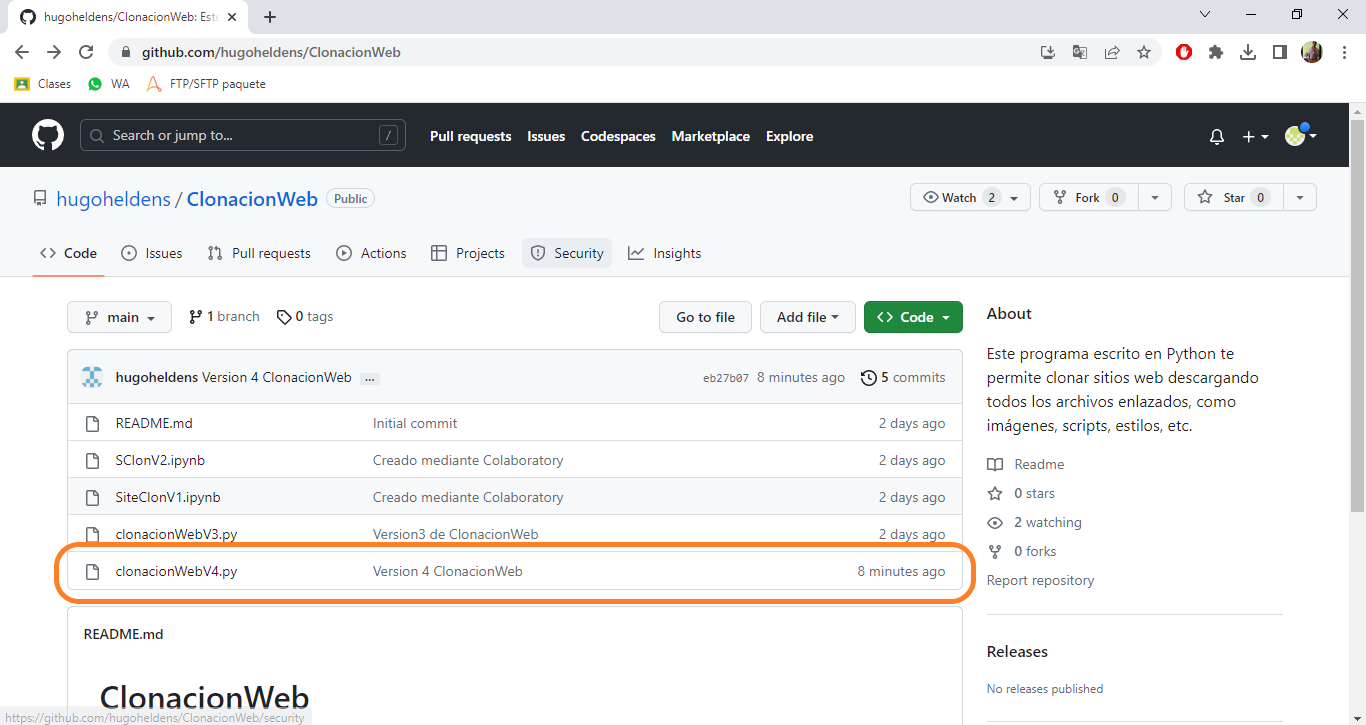 hugoheldens/ClonacionWeb: Este
github.com/hugoheldens/ClonacionWeb
Clases WA FTP/SFTP paquete
Search or jump to... / Pull requests Issues Codespaces Marketplace Explore
hugoheldens / ClonacionWeb Public Watch 2 Fork 0 Star 0
Code Issues Pull requests Actions Projects Security Insights
main 1 branch 0 tags Go to file Add file Code
hugoheldens Version 4 ClonacionWeb ... eb27b07 8 minutes ago 5 commits
README.md Initial commit 2 days ago
SClonV2.ipynb Creado mediante Colaboratory 2 days ago
SiteClonV1.ipynb Creado mediante Colaboratory 2 days ago
clonacionWebV3.py Version3 de ClonacionWeb 2 days ago
clonacionWebV4.py Version 4 ClonacionWeb 8 minutes ago
README.md
ClonacionWeb
About
Este programa escrito en Python te
permite clonar sitios web descargando
todos los archivos enlazados, como
imágenes, scripts, estilos, etc.
Readme
0 stars
2 watching
0 forks
Report repository
Releases
No releases published
https://github.com/hugoheldens/ClonacionWeb/security